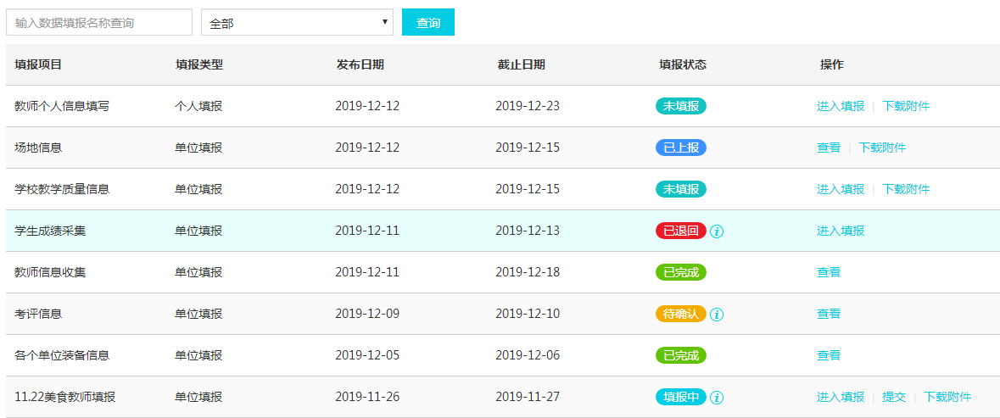 输入数据填报名称查询 全部 查询
填报项目 填报类型 发布日期 截止日期 填报状态 操作
教师个人信息填写 个人填报 2019-12-12 2019-12-23 未填报 进入填报 | 下载附件
场地信息 单位填报 2019-12-12 2019-12-15 已上报 查看 | 下载附件
学校教学质量信息 单位填报 2019-12-12 2019-12-15 未填报 进入填报 | 下载附件
学生成绩采集 单位填报 2019-12-11 2019-12-13 已退回 i 进入填报
教师信息收集 单位填报 2019-12-11 2019-12-18 已完成 查看
考评信息 单位填报 2019-12-09 2019-12-10 待确认 i 查看
各个单位装备信息 单位填报 2019-12-05 2019-12-06 已完成 查看
11.22美食教师填报 单位填报 2019-11-26 2019-11-27 填报中 i 进入填报 | 提交 | 下载附件